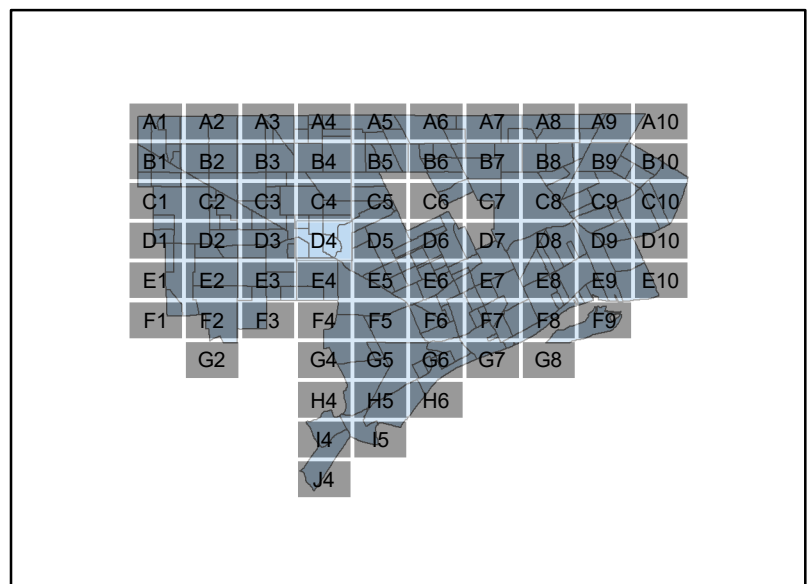 A1 A2 A3 A4 A5 A6 A7 A8 A9 A10
B1 B2 B3 B4 B5 B6 B7 B8 B9 B10
C1 C2 C3 C4 C5 C6 C7 C8 C9 C10
D1 D2 D3 D4 D5 D6 D7 D8 D9 D10
E1 E2 E3 E4 E5 E6 E7 E8 E9 E10
F1 F2 F3 F4 F5 F6 F7 F8 F9
G2 G4 G5 G6 G7 G8
H4 H5 H6
I4 I5
J4